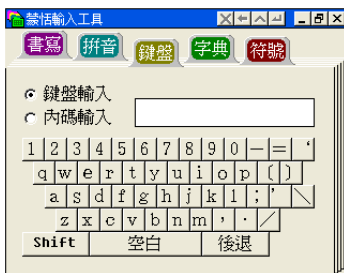 蒙恬輸入工具
書寫 拼音 鍵盤 字典 符號
鍵盤輸入
內碼輸入
1 2 3 4 5 6 7 8 9 0 — = ‘
q w e r t y u i o p ( )
a s d f g h j k l ; ’ ＼
z x c v b n m , . ／
Shift 空白 後退